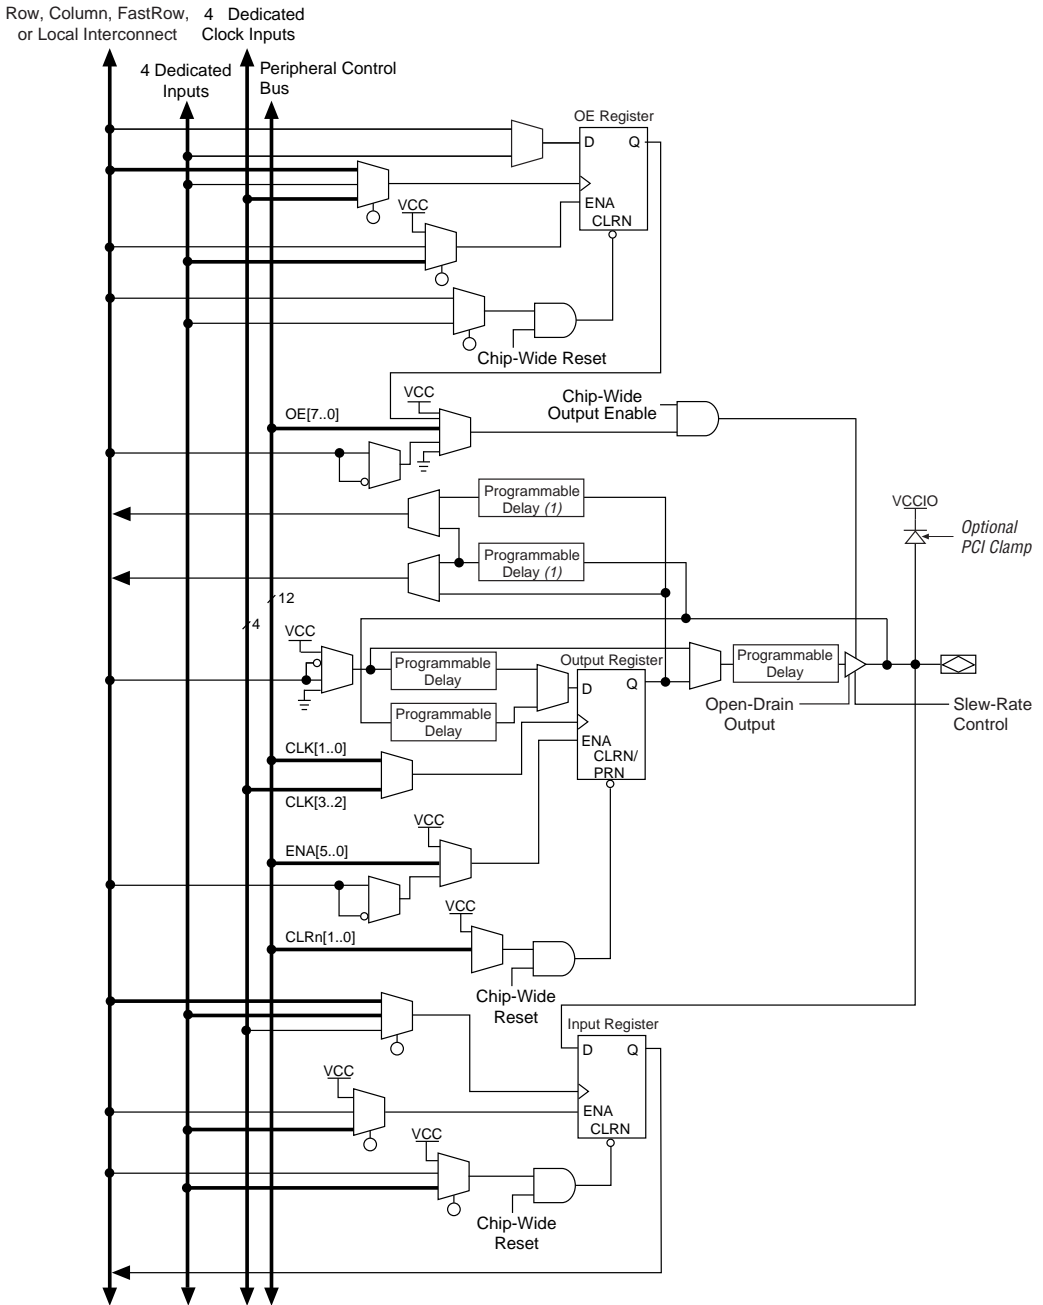 Row, Column, FastRow,
or Local Interconnect
4 Dedicated
Clock Inputs
4 Dedicated
Inputs
Peripheral Control
Bus
OE Register
D Q
ENA
CLRN
VCC
Chip-Wide Reset
VCC
OE[7..0]
Chip-Wide
Output Enable
Programmable
Delay (1)
Programmable
Delay (1)
VCCIO
Optional
PCI Clamp
12
4
VCC
Programmable
Delay
Programmable
Delay
Output Register
D Q
ENA
CLRN/
PRN
Programmable
Delay
Open-Drain
Output
Slew-Rate
Control
CLK[1..0]
CLK[3..2]
VCC
ENA[5..0]
VCC
CLRn[1..0]
Chip-Wide
Reset
Input Register
D Q
ENA
CLRN
VCC
VCC
Chip-Wide
Reset